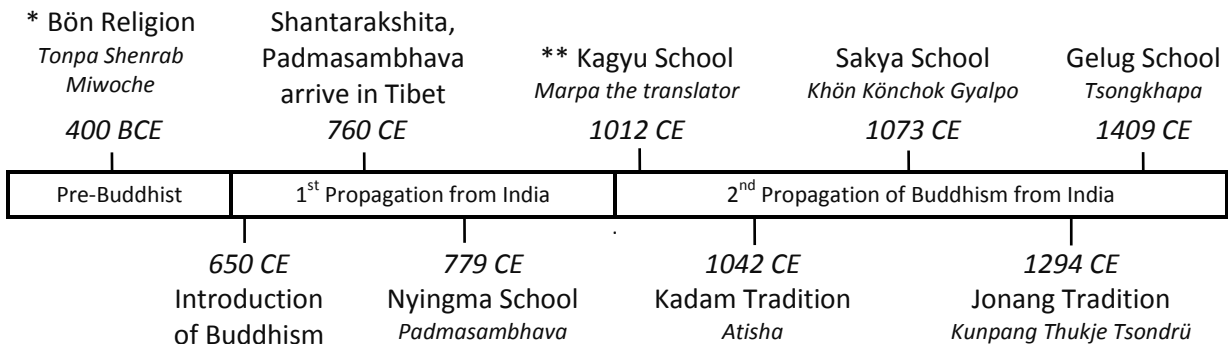 * Bön Religion
Tonpa Shenrab
Miwoche
400 BCE
Shantarakshita,
Padmasambhava
arrive in Tibet
760 CE
** Kagyu School
Marpa the translator
1012 CE
Sakya School
Khön Könchok Gyalpo
1073 CE
Gelug School
Tsongkhapa
1409 CE
Pre-Buddhist
1st Propagation from India
2nd Propagation of Buddhism from India
650 CE
Introduction
of Buddhism
779 CE
Nyingma School
Padmasambhava
1042 CE
Kadam Tradition
Atisha
1294 CE
Jonang Tradition
Kunpang Thukje Tsondrü